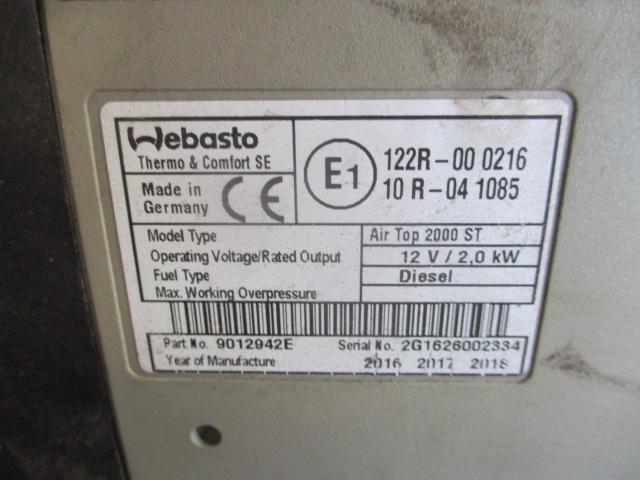 Webasto
Thermo & Comfort SE
Made in
Germany
CE
E1
122R-00 0216
10 R-04 1085
Model Type Air Top 2000 ST
Operating Voltage/Rated Output 12 V / 2,0 kW
Fuel Type Diesel
Max. Working Overpressure
Part No. 9012942E Serial No. 2G1626002334
Year of Manufacture 2016 2017 2018